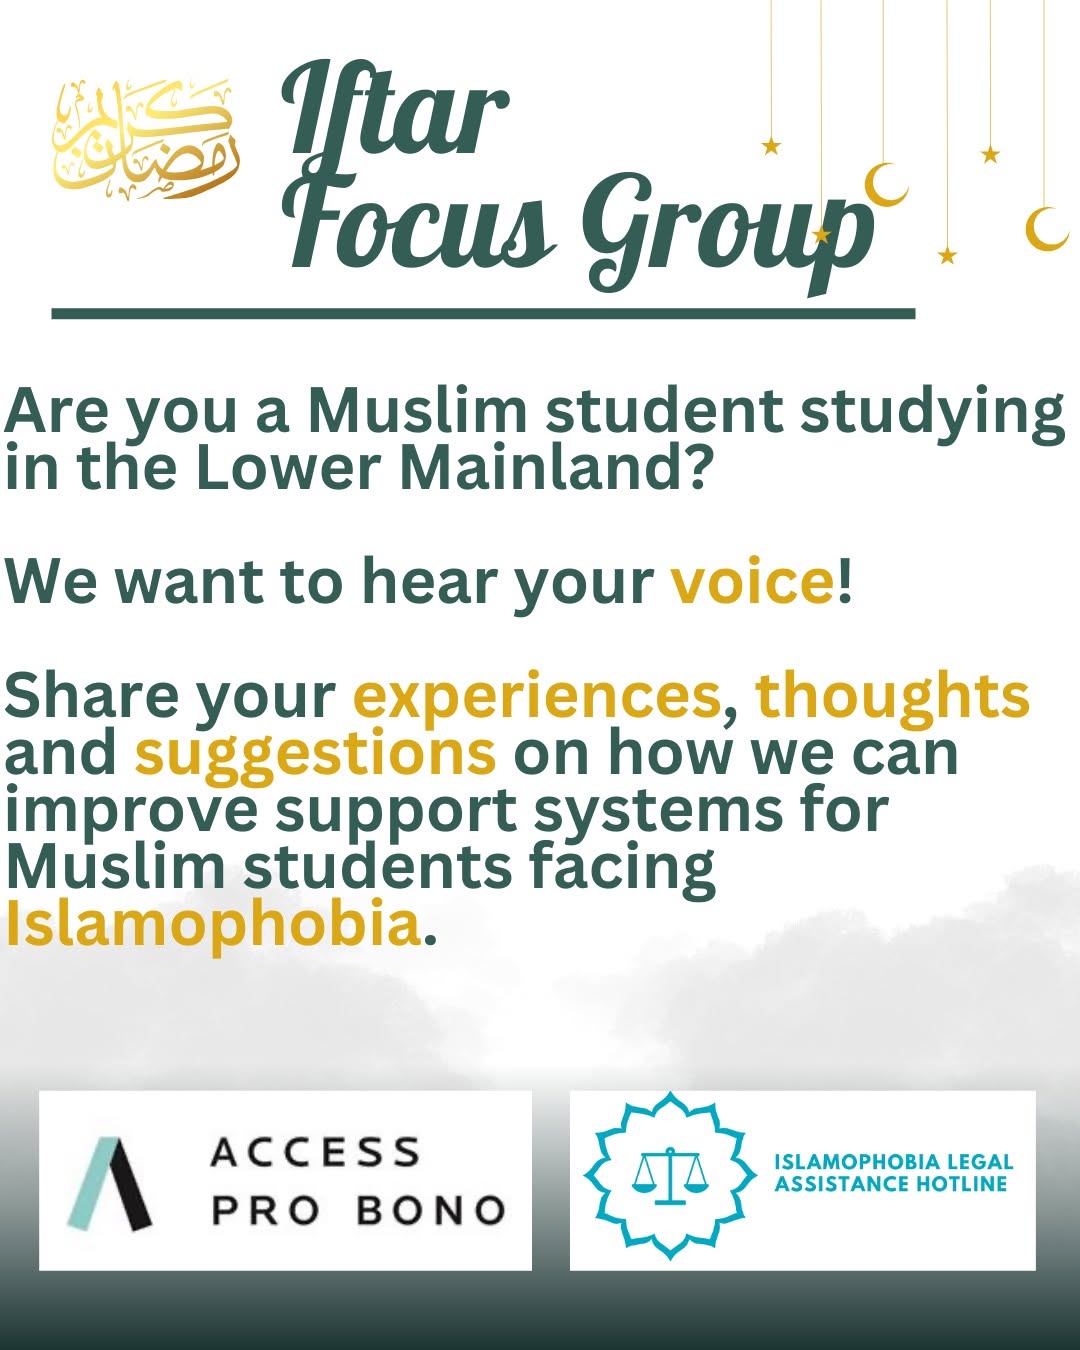 رمضان كريم
Iftar
Focus Group
Are you a Muslim student studying
in the Lower Mainland?
We want to hear your voice!
Share your experiences, thoughts
and suggestions on how we can
improve support systems for
Muslim students facing
Islamophobia.
ACCESS
PRO BONO
ISLAMOPHOBIA LEGAL
ASSISTANCE HOTLINE